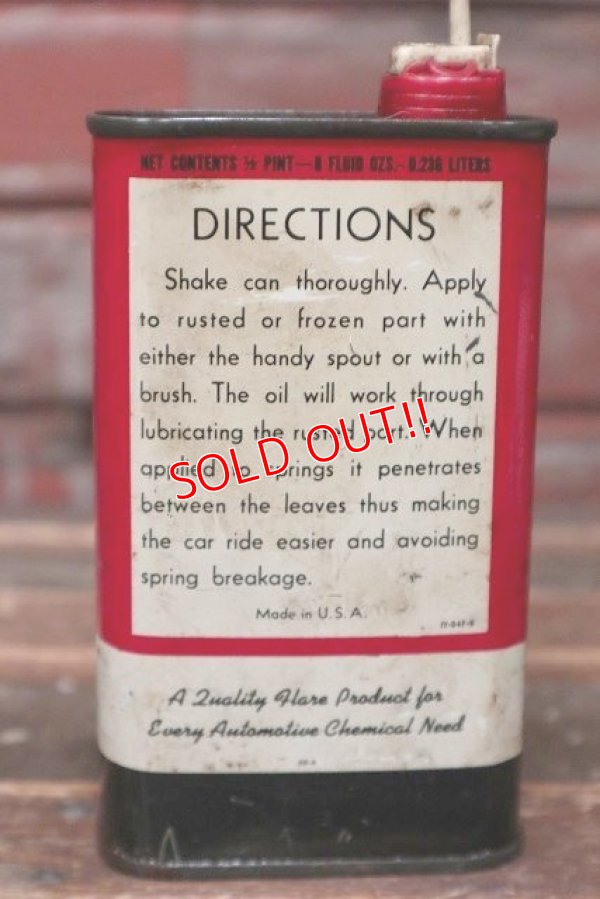 NET CONTENTS ½ PINT—8 FLUID OZS.—0.236 LITERS
DIRECTIONS
Shake can thoroughly. Apply
to rusted or frozen part with
either the handy spout or with a
brush. The oil will work through
lubricating the rusted part. When
applied to springs it penetrates
between the leaves thus making
the car ride easier and avoiding
spring breakage.
SOLD OUT!!
Made in U.S.A.
A Quality Flare Product for
Every Automotive Chemical Need